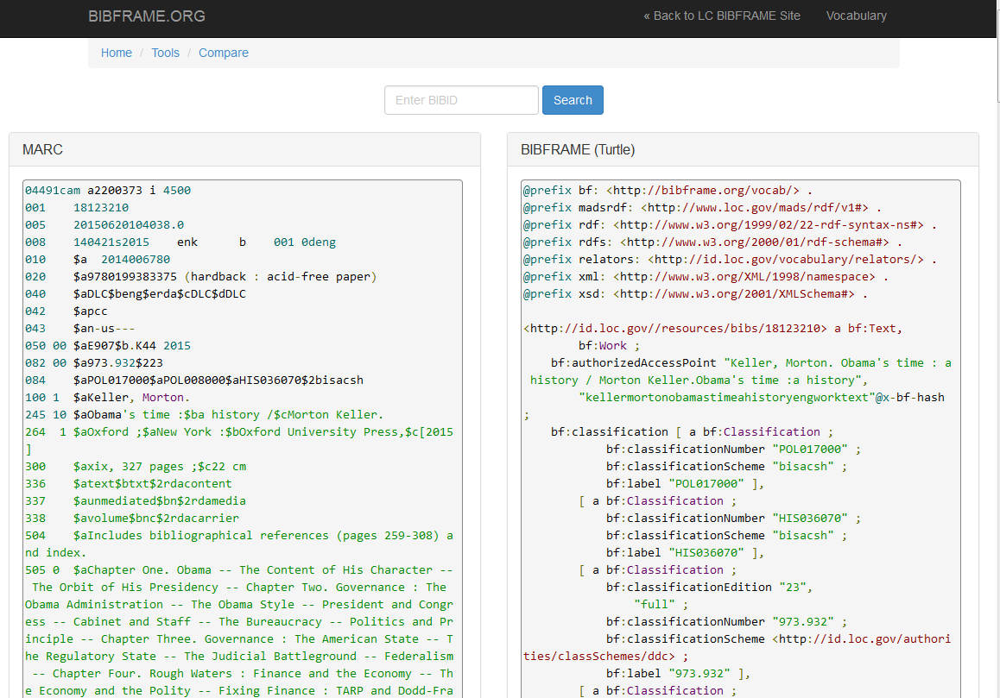 BIBFRAME.ORG
« Back to LC BIBFRAME Site Vocabulary
Home / Tools / Compare
Enter BIBID Search
MARC
04491cam a2200373 i 4500
001    18123210
005    20150620104038.0
008    140421s2015    enk      b    001 0deng
010    $a  2014006780
020    $a9780199383375 (hardback : acid-free paper)
040    $aDLC$beng$erda$cDLC$dDLC
042    $apcc
043    $an-us---
050 00 $aE907$b.K44 2015
082 00 $a973.932$223
084    $aPOL017000$aPOL008000$aHIS036070$2bisacsh
100 1  $aKeller, Morton.
245 10 $aObama's time :$ba history /$cMorton Keller.
264  1 $aOxford ;$aNew York :$bOxford University Press,$c[2015
]
300    $axix, 327 pages ;$c22 cm
336    $atext$btxt$2rdacontent
337    $aunmediated$bn$2rdamedia
338    $avolume$bnc$2rdacarrier
504    $aIncludes bibliographical references (pages 259-308) a
nd index.
505 0  $aChapter One. Obama -- The Content of His Character --
 The Orbit of His Presidency -- Chapter Two. Governance : The
Obama Administration -- The Obama Style -- President and Congr
ess -- Cabinet and Staff -- The Bureaucracy -- Politics and Pr
inciple -- Chapter Three. Governance : The American State -- T
he Regulatory State -- The Judicial Battleground -- Federalism
 -- Chapter Four. Rough Waters : Finance and the Economy -- Th
e Economy and the Polity -- Fixing Finance : TARP and Dodd-Fra
BIBFRAME (Turtle)
@prefix bf: <http://bibframe.org/vocab/> .
@prefix madsrdf: <http://www.loc.gov/mads/rdf/v1#> .
@prefix rdf: <http://www.w3.org/1999/02/22-rdf-syntax-ns#> .
@prefix rdfs: <http://www.w3.org/2000/01/rdf-schema#> .
@prefix relators: <http://id.loc.gov/vocabulary/relators/> .
@prefix xml: <http://www.w3.org/XML/1998/namespace> .
@prefix xsd: <http://www.w3.org/2001/XMLSchema#> .
<http://id.loc.gov//resources/bibs/18123210> a bf:Text,
        bf:Work ;
    bf:authorizedAccessPoint "Keller, Morton. Obama's time : a
 history / Morton Keller.Obama's time :a history",
        "kellermortonobamastimeahistoryengworktext"@x-bf-hash
;
    bf:classification [ a bf:Classification ;
            bf:classificationNumber "POL017000" ;
            bf:classificationScheme "bisacsh" ;
            bf:label "POL017000" ],
        [ a bf:Classification ;
            bf:classificationNumber "HIS036070" ;
            bf:classificationScheme "bisacsh" ;
            bf:label "HIS036070" ],
        [ a bf:Classification ;
            bf:classificationEdition "23",
                "full" ;
            bf:classificationNumber "973.932" ;
            bf:classificationScheme <http://id.loc.gov/authori
ties/classSchemes/ddc> ;
            bf:label "973.932" ],
        [ a bf:Classification ;